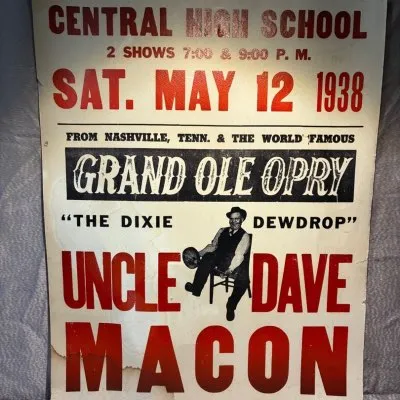 CENTRAL HIGH SCHOOL
2 SHOWS 7:00 & 9:00 P. M.
SAT. MAY 12 1938
FROM NASHVILLE, TENN. & THE WORLD FAMOUS
GRAND OLE OPRY
"THE DIXIE DEWDROP"
UNCLE DAVE
MACON